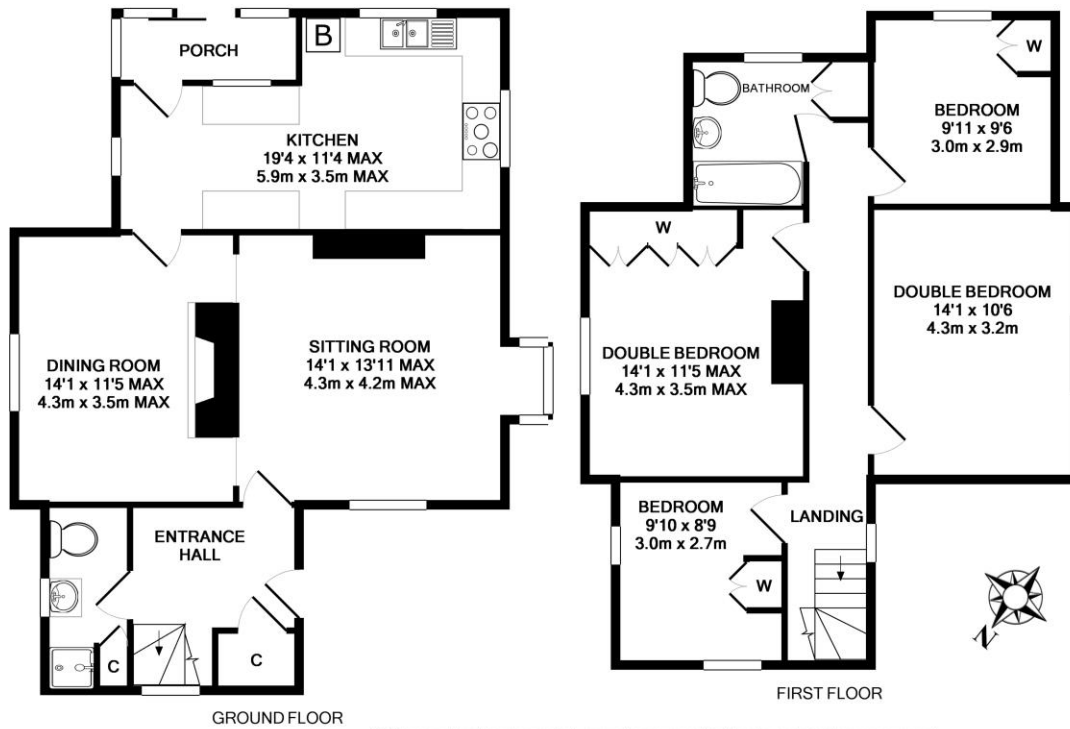 PORCH
B
KITCHEN
19'4 x 11'4 MAX
5.9m x 3.5m MAX
DINING ROOM
14'1 x 11'5 MAX
4.3m x 3.5m MAX
SITTING ROOM
14'1 x 13'11 MAX
4.3m x 4.2m MAX
ENTRANCE
HALL
C
C
GROUND FLOOR
BATHROOM
W
BEDROOM
9'11 x 9'6
3.0m x 2.9m
W
DOUBLE BEDROOM
14'1 x 11'5 MAX
4.3m x 3.5m MAX
DOUBLE BEDROOM
14'1 x 10'6
4.3m x 3.2m
BEDROOM
9'10 x 8'9
3.0m x 2.7m
W
LANDING
N
FIRST FLOOR